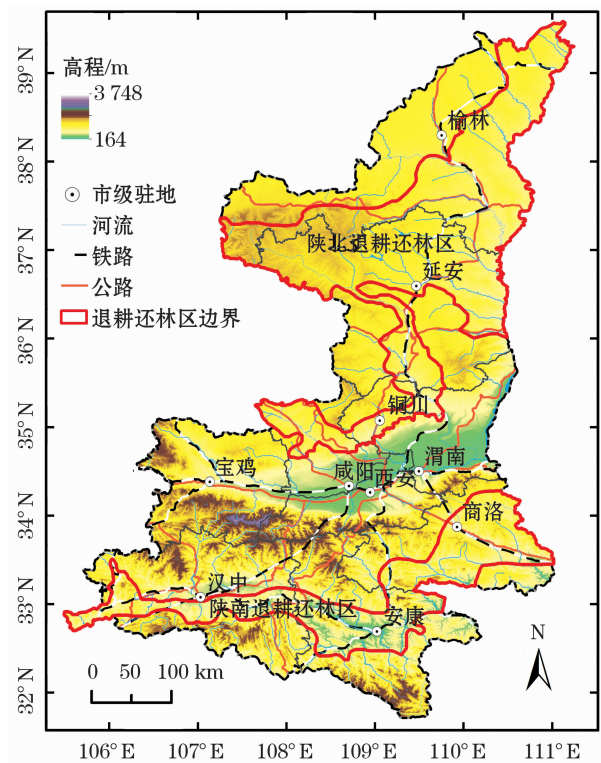 高程/m
3 748
164
市级驻地
河流
铁路
公路
退耕还林区边界
榆林
陕北退耕还林区
延安
铜川
宝鸡
咸阳
西安
渭南
商洛
汉中
陕南退耕还林区
安康
0 50 100 km
N
39° N
38° N
37° N
36° N
35° N
34° N
33° N
32° N
106° E 107° E 108° E 109° E 110° E 111° E